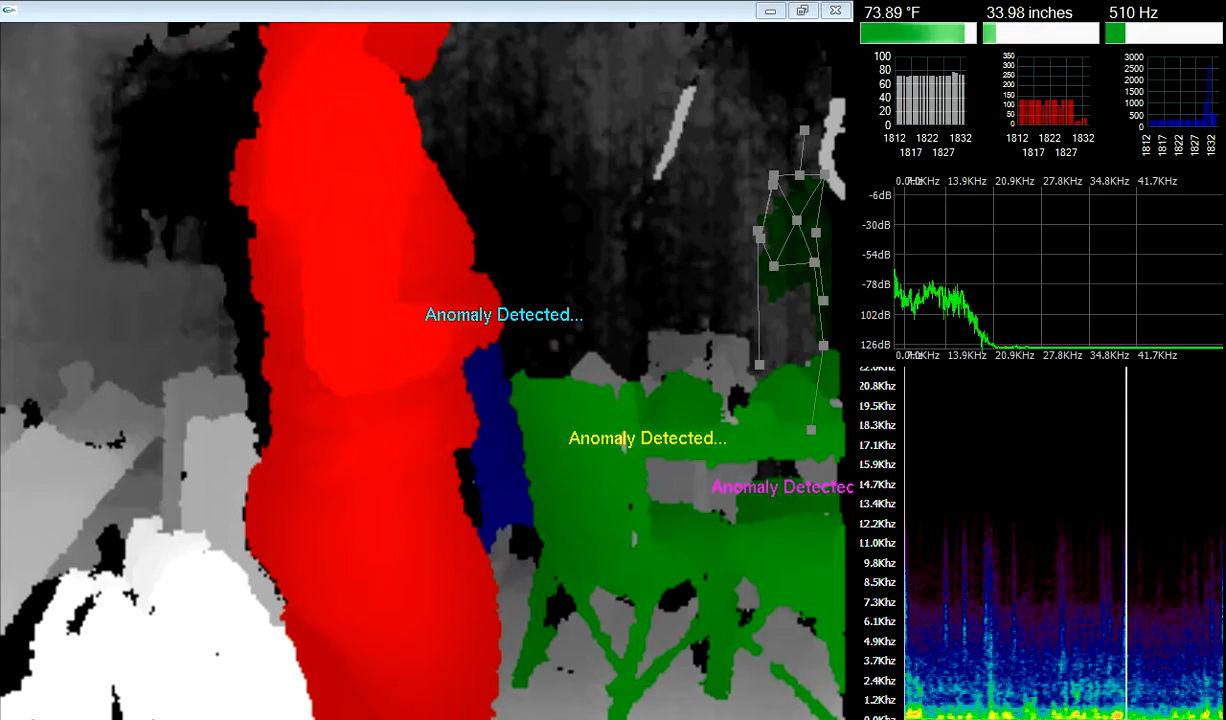 73.89 °F
33.98 inches
510 Hz
100
80
60
40
20
0
1812 1822 1832
1817 1827
350
300
250
200
150
100
50
0
1812 1822 1832
1817 1827
3000
2500
2000
1500
1000
500
0
1812
1817
1822
1827
1832
13.9KHz 20.9KHz 27.8KHz 34.8KHz 41.7KHz
-6dB
-30dB
-54dB
-78dB
102dB
126dB
13.9KHz 20.9KHz 27.8KHz 34.8KHz 41.7KHz
20.8Khz
19.5Khz
18.3Khz
17.1Khz
15.9Khz
14.7Khz
13.4Khz
12.2Khz
11.0Khz
9.8Khz
8.5Khz
7.3Khz
6.1Khz
4.9Khz
3.7Khz
2.4Khz
1.2Khz
Anomaly Detected...
Anomaly Detected...
Anomaly Detectec